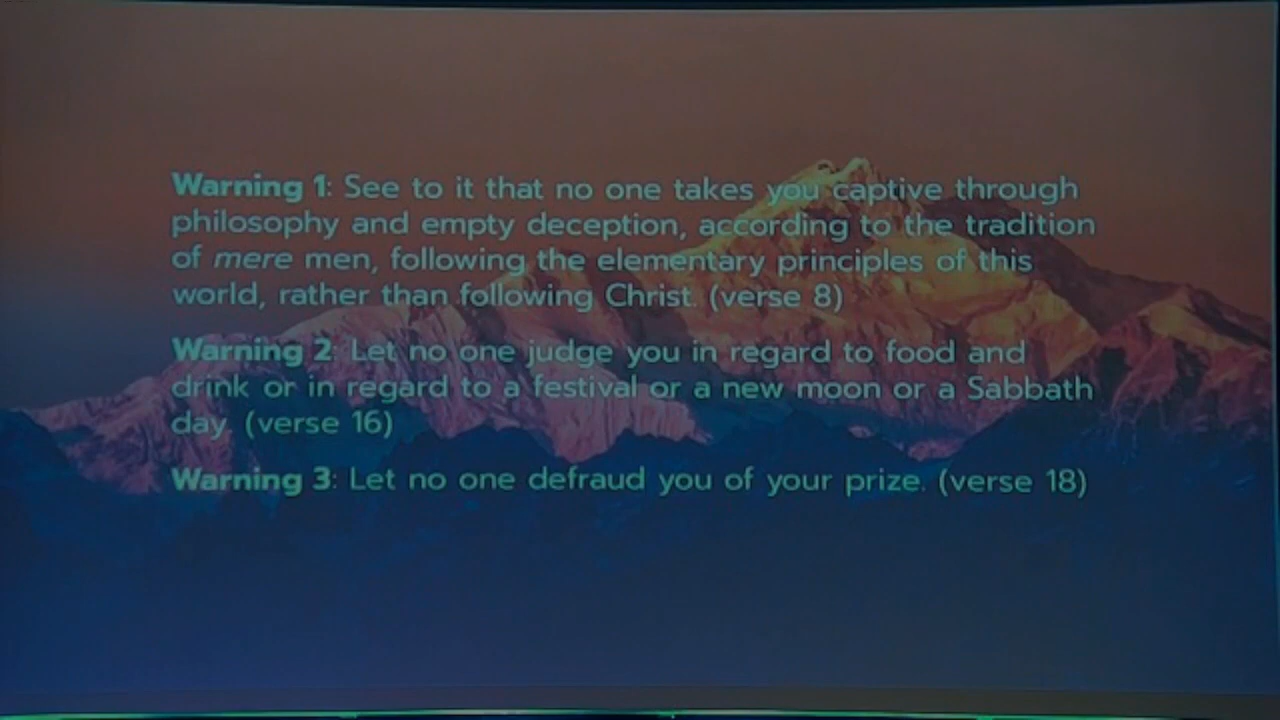 Warning 1: See to it that no one takes you captive through
philosophy and empty deception, according to the tradition
of mere men, following the elementary principles of this
world, rather than following Christ. (verse 8)
Warning 2: Let no one judge you in regard to food and
drink or in regard to a festival or a new moon or a Sabbath
day. (verse 16)
Warning 3: Let no one defraud you of your prize. (verse 18)